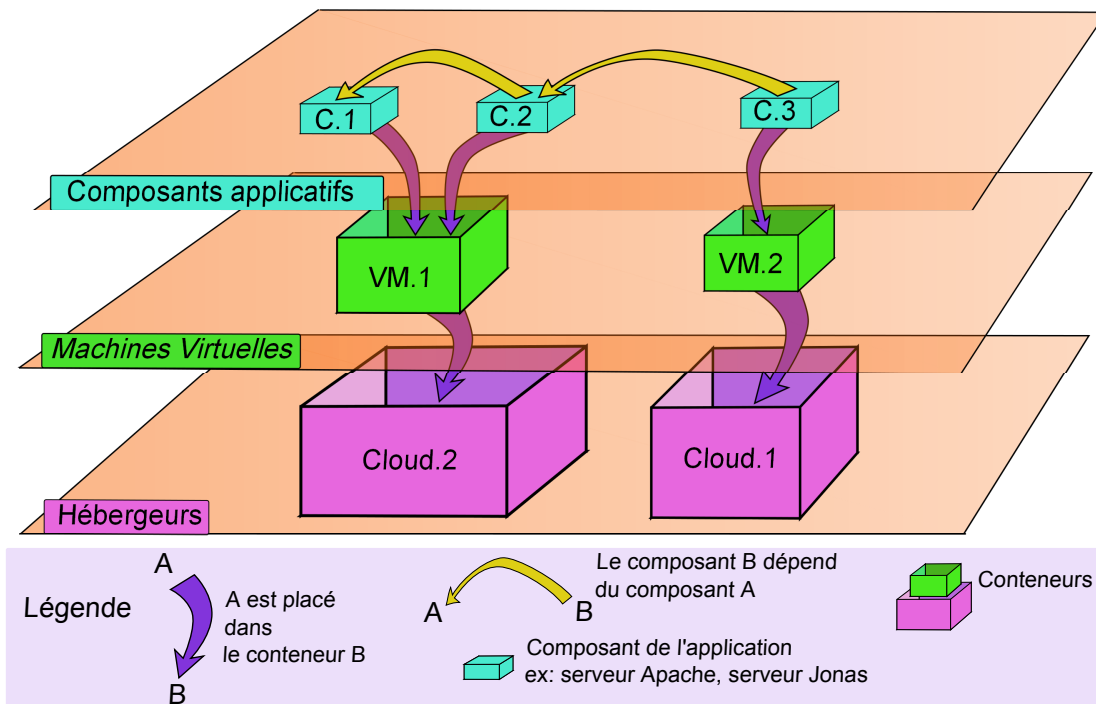 C.1
C.2
C.3
Composants applicatifs
VM.1
VM.2
Machines Virtuelles
Cloud.2
Cloud.1
Hébergeurs
Légende
A
A est placé
dans
le conteneur B
B
A
B
Le composant B dépend
du composant A
Composant de l'application
ex: serveur Apache, serveur Jonas
Conteneurs